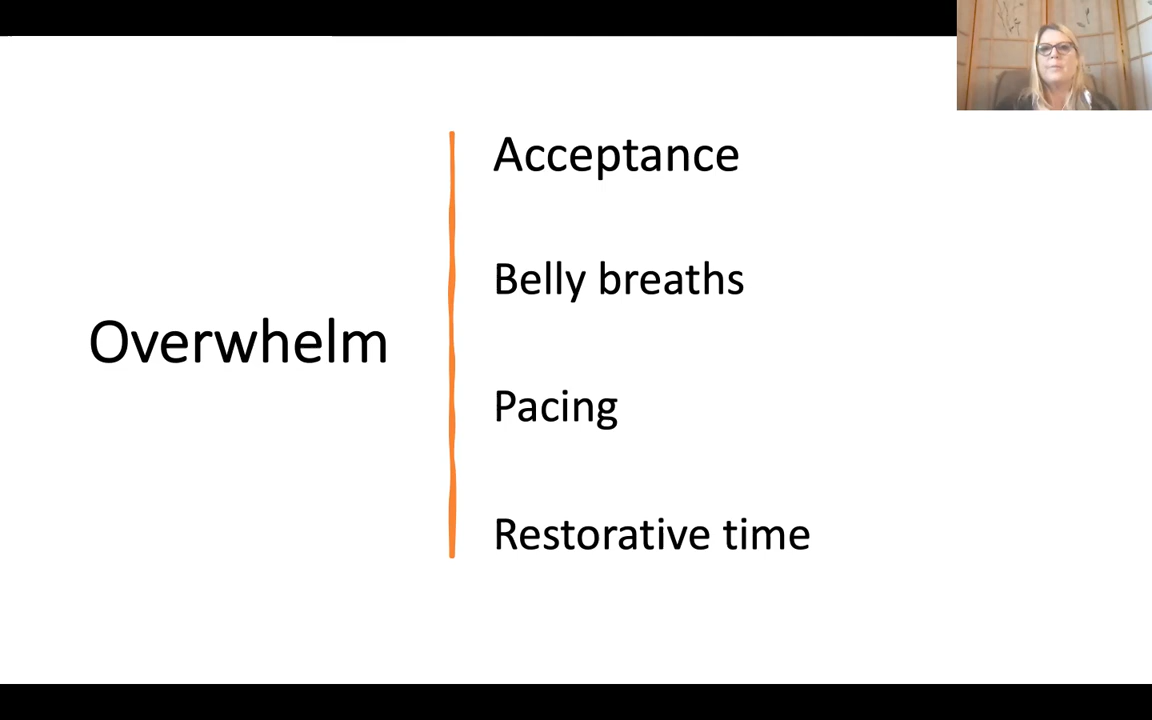 Overwhelm
Acceptance
Belly breaths
Pacing
Restorative time